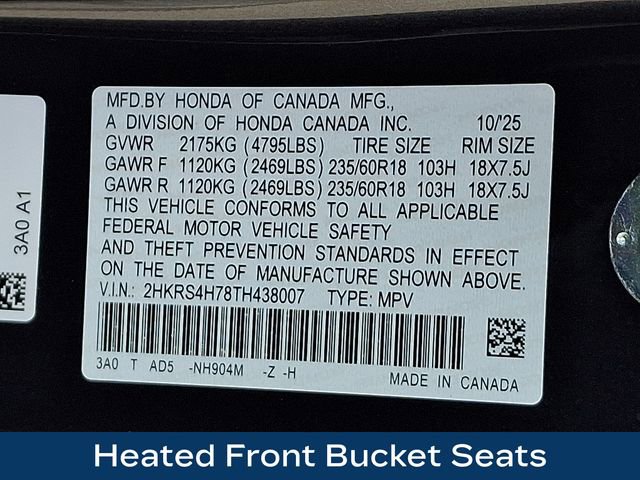 MFD.BY HONDA OF CANADA MFG.,
A DIVISION OF HONDA CANADA INC. 10/'25
GVWR 2175KG (4795LBS) TIRE SIZE RIM SIZE
GAWR F 1120KG (2469LBS) 235/60R18 103H 18X7.5J
GAWR R 1120KG (2469LBS) 235/60R18 103H 18X7.5J
THIS VEHICLE CONFORMS TO ALL APPLICABLE
FEDERAL MOTOR VEHICLE SAFETY
AND THEFT PREVENTION STANDARDS IN EFFECT
ON THE DATE OF MANUFACTURE SHOWN ABOVE.
V.I.N.: 2HKRS4H78TH438007 TYPE: MPV
3A0 T AD5 -NH904M -Z -H
MADE IN CANADA
3A0 A1
Heated Front Bucket Seats